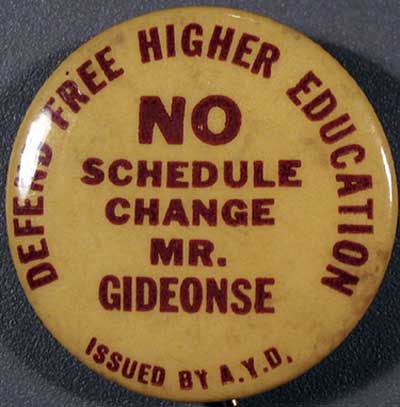 DEFEND FREE HIGHER EDUCATION
NO
SCHEDULE
CHANGE
MR.
GIDEONSE
ISSUED BY A.Y.D.